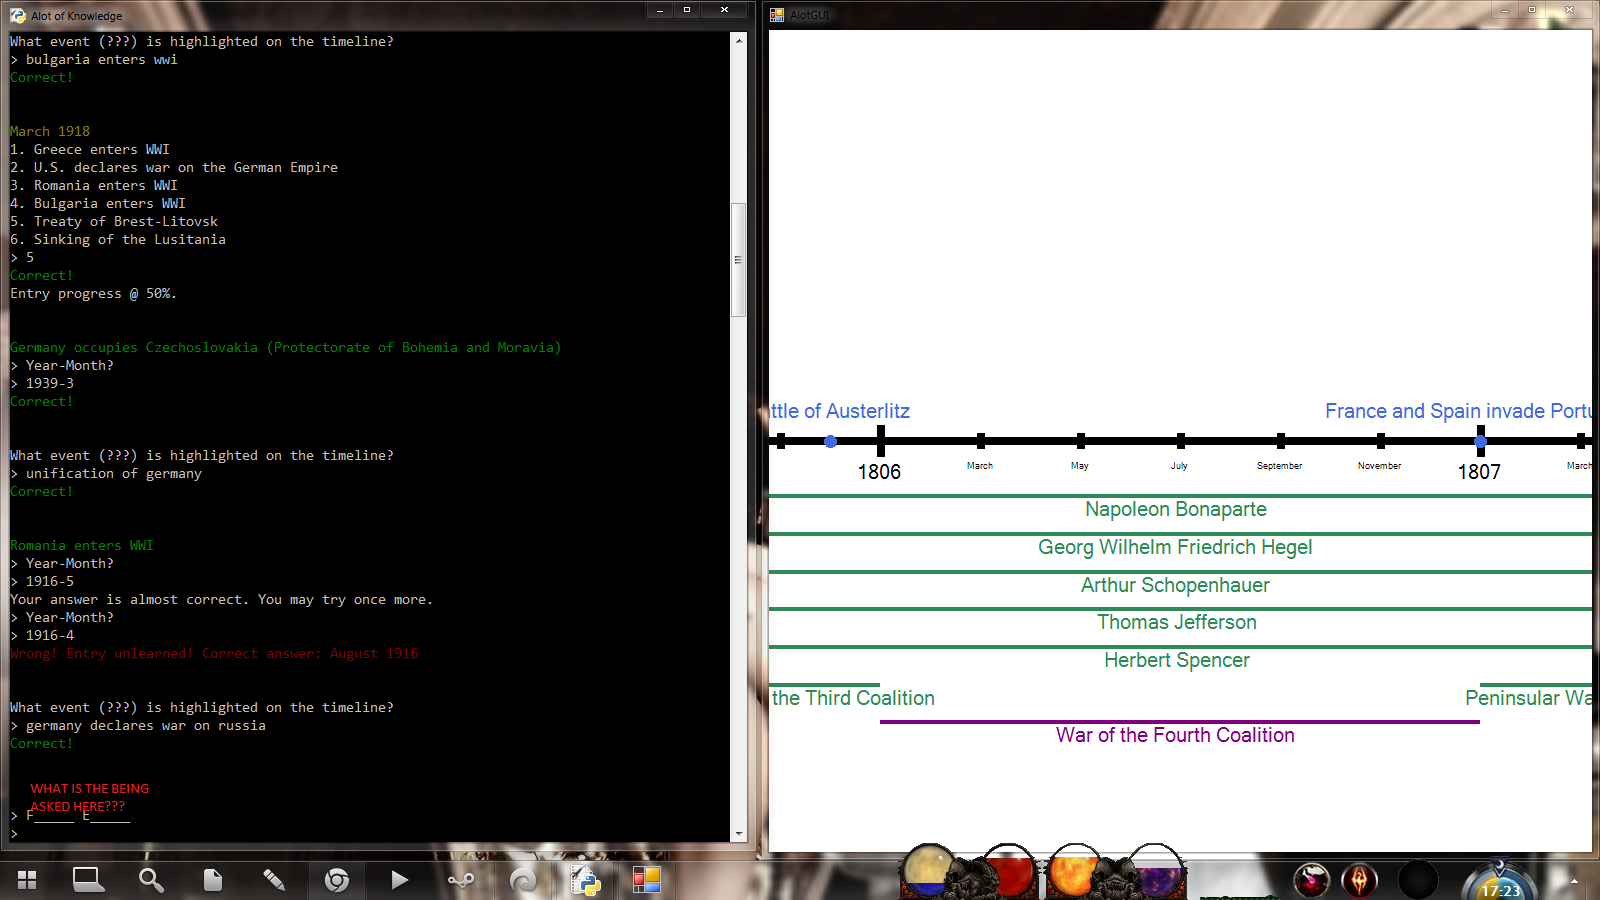 Alot of Knowledge
What event (???) is highlighted on the timeline?
> bulgaria enters wwi
Correct!
March 1918
1. Greece enters WWI
2. U.S. declares war on the German Empire
3. Romania enters WWI
4. Bulgaria enters WWI
5. Treaty of Brest-Litovsk
6. Sinking of the Lusitania
> 5
Correct!
Entry progress @ 50%.
Germany occupies Czechoslovakia (Protectorate of Bohemia and Moravia)
> Year-Month?
> 1939-3
Correct!
What event (???) is highlighted on the timeline?
> unification of germany
Correct!
Romania enters WWI
> Year-Month?
> 1916-5
Your answer is almost correct. You may try once more.
> Year-Month?
> 1916-4
Wrong! Entry unlearned! Correct answer: August 1916
What event (???) is highlighted on the timeline?
> germany declares war on russia
Correct!
WHAT IS THE BEING
ASKED HERE???
> F_____ E_____
>
AlotGUI
ttle of Austerlitz
France and Spain invade Portu
1806
March
May
July
September
November
1807
March
Napoleon Bonaparte
Georg Wilhelm Friedrich Hegel
Arthur Schopenhauer
Thomas Jefferson
Herbert Spencer
the Third Coalition
Peninsular Wa
War of the Fourth Coalition
17:23